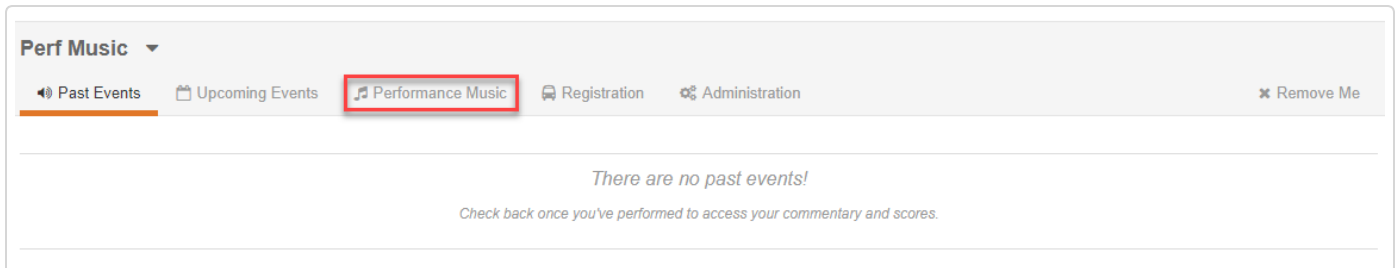 Perf Music
Past Events Upcoming Events Performance Music Registration Administration Remove Me
There are no past events!
Check back once you've performed to access your commentary and scores.